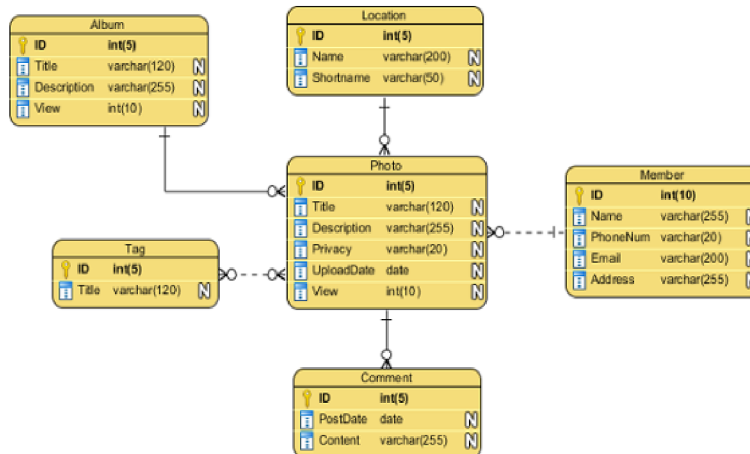 Album
ID int(5)
Title varchar(120) N
Description varchar(255) N
View int(10) N
Location
ID int(5)
Name varchar(200) N
Shortname varchar(50) N
Photo
ID int(5)
Title varchar(120) N
Description varchar(255) N
Privacy varchar(20) N
UploadDate date N
View int(10) N
Member
ID int(10)
Name varchar(255) N
PhoneNum varchar(20) N
Email varchar(200) N
Address varchar(255) N
Tag
ID int(5)
Title varchar(120) N
Comment
ID int(5)
PostDate date N
Content varchar(255) N